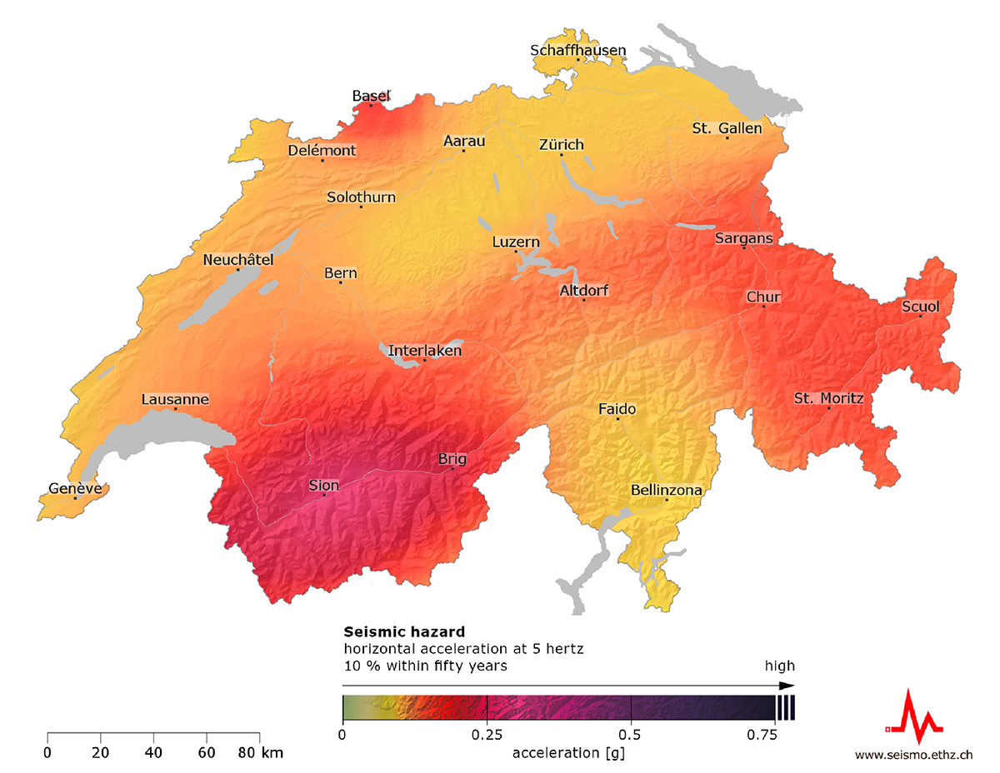 Schaffhausen
Basel
St. Gallen
Aarau
Zürich
Delémont
Solothurn
Sargans
Luzern
Neuchâtel
Bern
Altdorf
Chur
Scuol
Interlaken
Lausanne
St. Moritz
Faido
Brig
Sion
Genève
Bellinzona
Seismic hazard
horizontal acceleration at 5 hertz
10 % within fifty years
high
0 0.25 0.5 0.75
acceleration [g]
0 20 40 60 80 km
www.seismo.ethz.ch